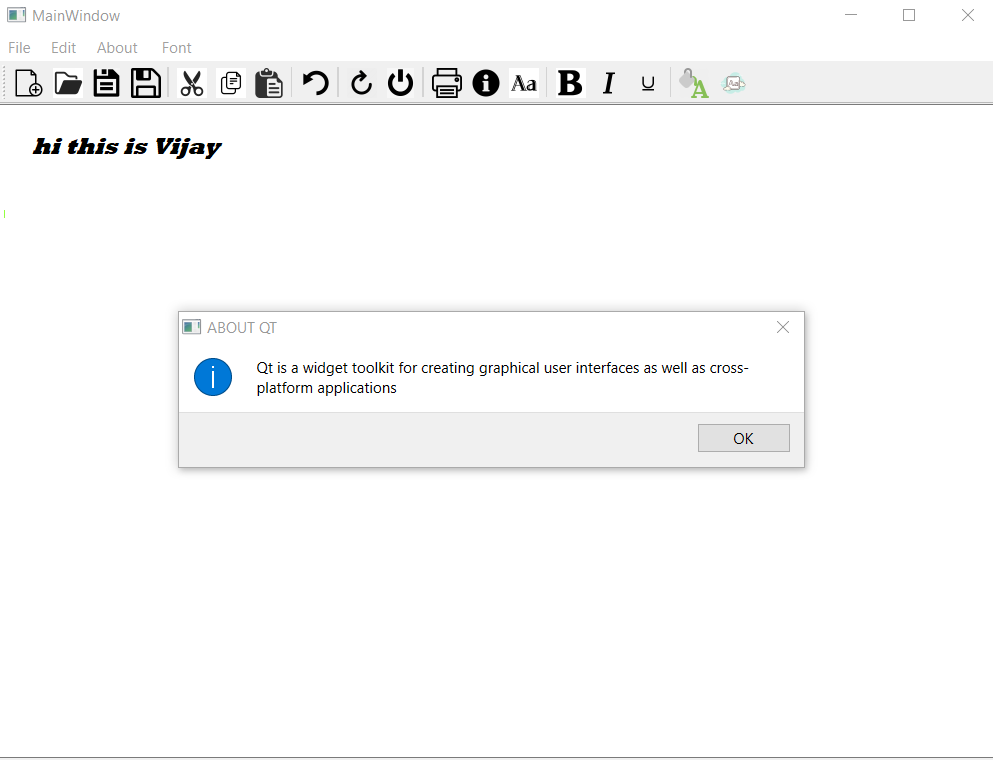 MainWindow
File Edit About Font
Aa B I U A
hi this is Vijay
ABOUT QT
Qt is a widget toolkit for creating graphical user interfaces as well as cross-
platform applications
OK